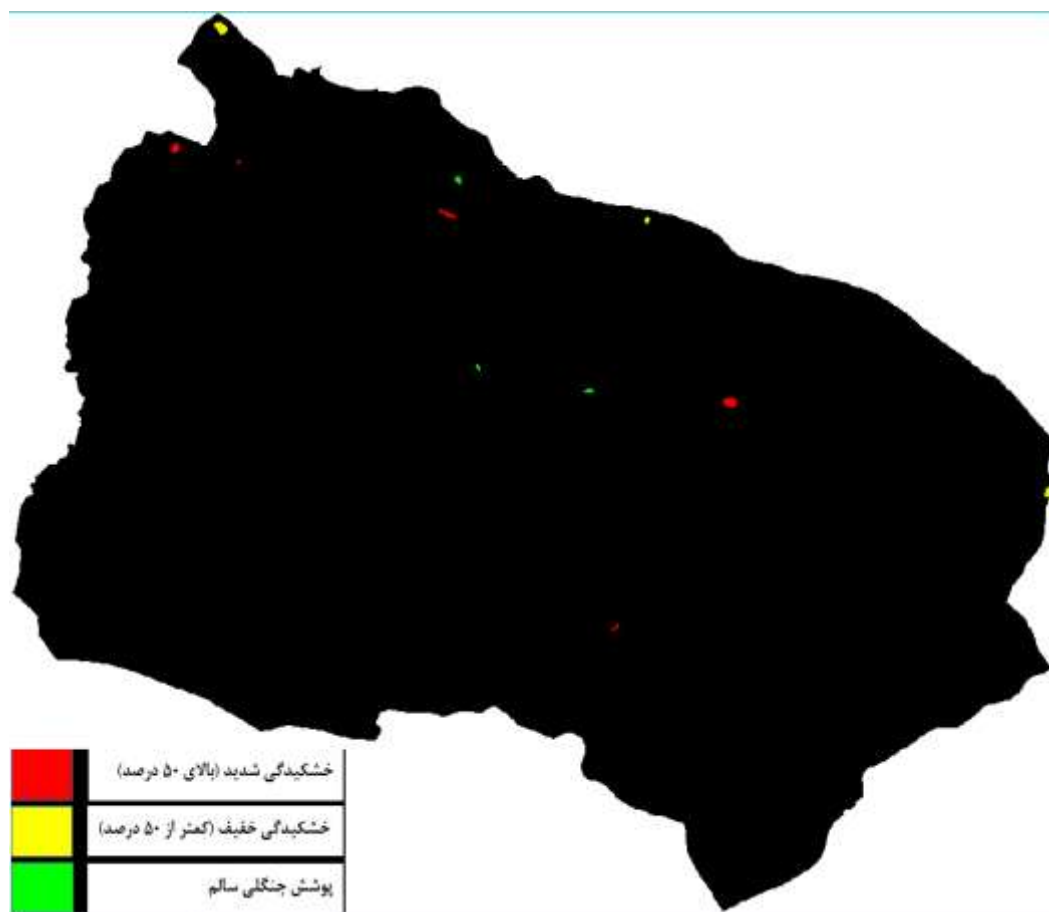 خشکیدگی شدید (بالای ۵۰ درصد)
خشکیدگی خفیف (کمتر از ۵۰ درصد)
پوشش جنگلی سالم